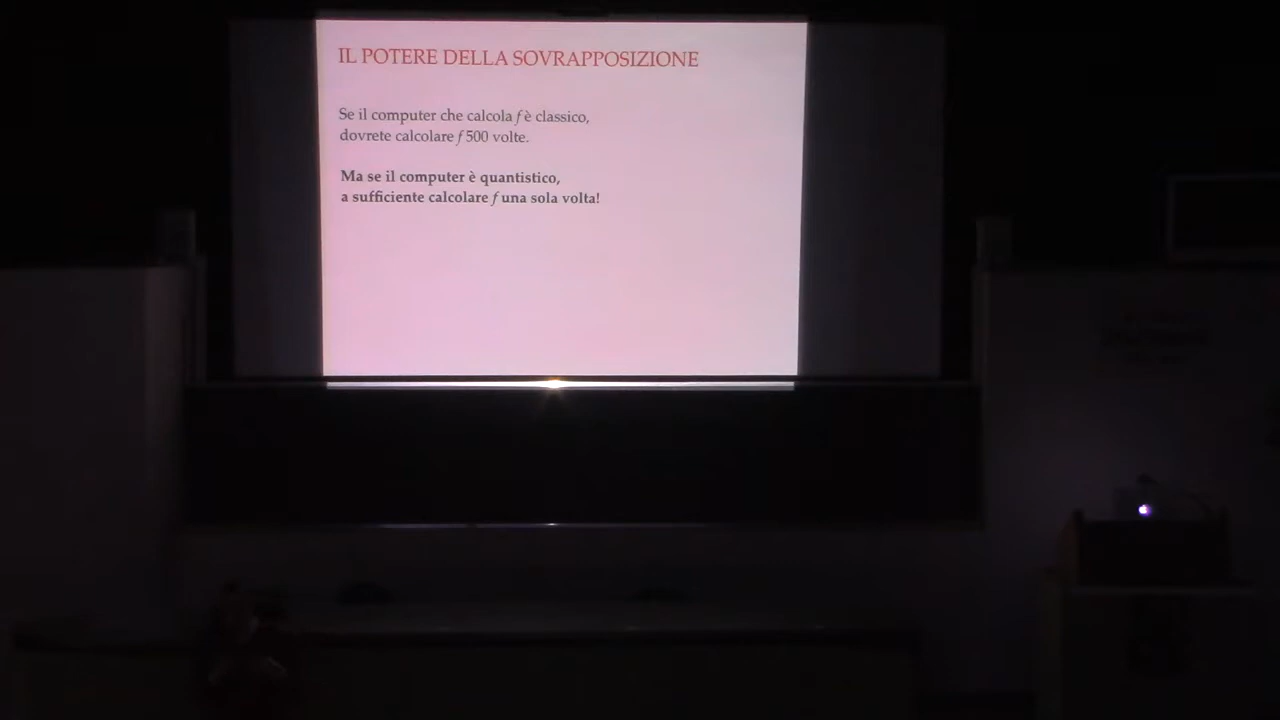 IL POTERE DELLA SOVRAPPOSIZIONE
Se il computer che calcola f è classico,
dovrete calcolare f 500 volte.
Ma se il computer è quantistico,
a sufficiente calcolare f una sola volta!